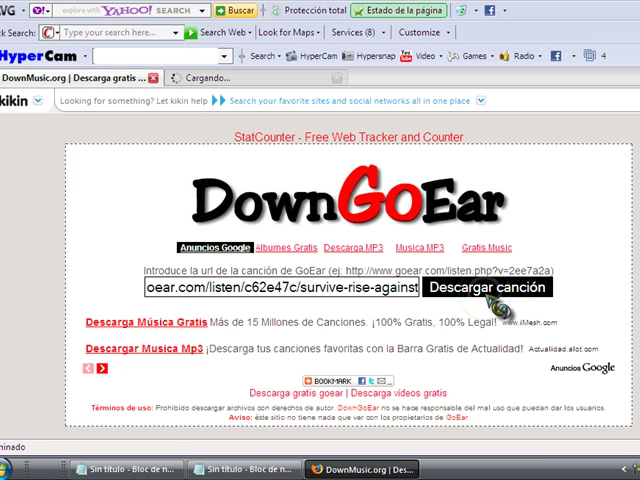 VG explore with YAHOO! SEARCH Buscar Protección total Estado de la página
Type your search here... Search Web Look for Maps Services (8) Customize
HyperCam Search HyperCam Hypersnap Video Games Radio 4
DownMusic.org | Descarga gratis ... Cargando...
kikin Looking for something? Let kikin help Search your favorite sites and social networks all in one place
StatCounter - Free Web Tracker and Counter
DownGoEar
Anuncios Google Albumes Gratis Descarga MP3 Musica MP3 Gratis Music
Introduce la url de la canción de GoEar (ej: http://www.goear.com/listen.php?v=2ee7a2a)
oear.com/listen/c62e47c/survive-rise-against Descargar canción
Descarga Música Gratis Más de 15 Millones de Canciones. ¡100% Gratis, 100% Legal! www.iMesh.com
Descargar Musica Mp3 ¡Descarga tus canciones favoritas con la Barra Gratis de Actualidad! Actualidad.alot.com
Anuncios Google
BOOKMARK
Descarga gratis goear | Descarga vídeos gratis
Términos de uso: Prohibido descargar archivos con derechos de autor. DownGoEar no se hace responsable del mal uso que puedan dar los usuarios.
Aviso: éste sitio no tiene nada que ver con los propietarios de GoEar
minado
Sin título - Bloc de n... Sin título - Bloc de n... DownMusic.org | Des...